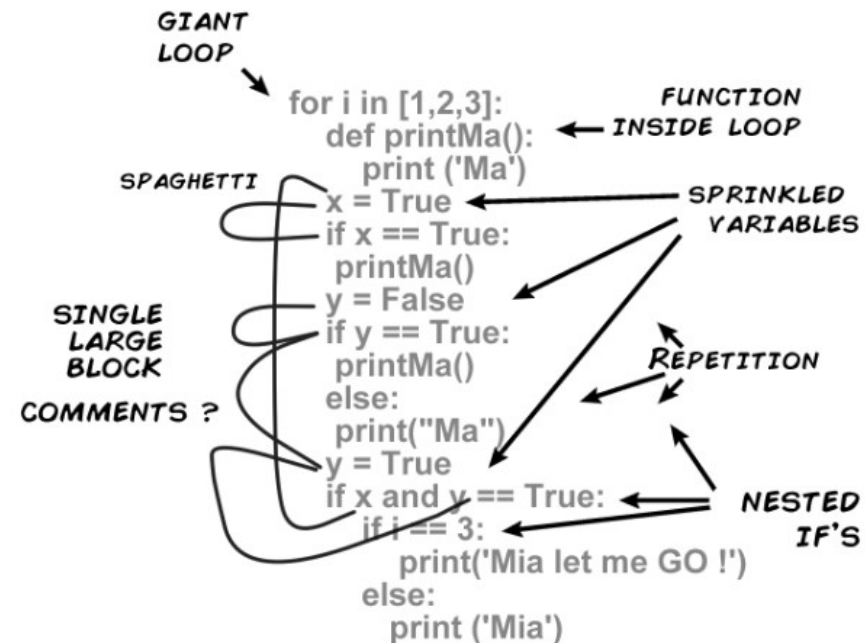 GIANT
LOOP
for i in [1,2,3]:
def printMa():
print ('Ma')
x = True
if x == True:
printMa()
y = False
if y == True:
printMa()
else:
print("Ma")
y = True
if x and y == True:
if i == 3:
print('Mia let me GO !')
else:
print ('Mia')
SPAGHETTI
SINGLE
LARGE
BLOCK
COMMENTS ?
FUNCTION
INSIDE LOOP
SPRINKLED
VARIABLES
REPETITION
NESTED
IF'S